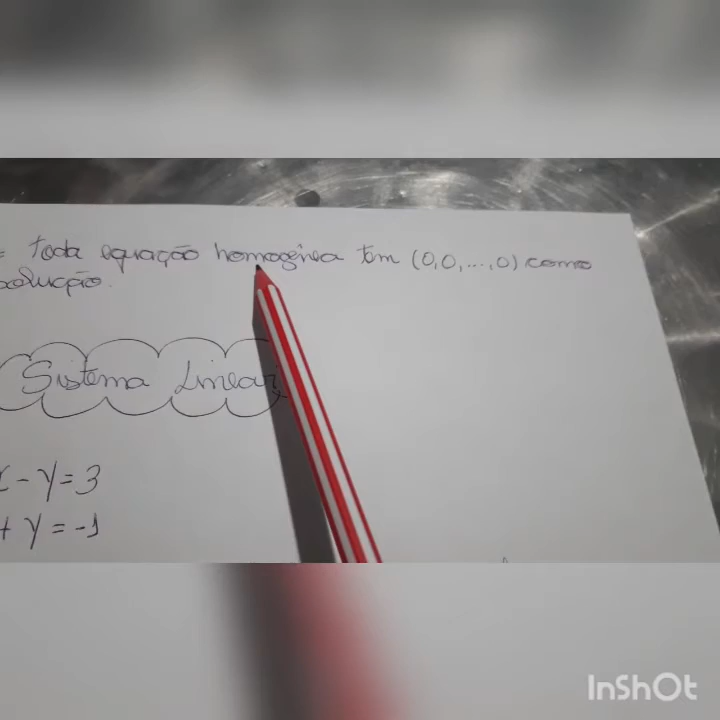 = toda equação homogênea tem (0,0,...,0) como
solução.
Sistema Linear
x - y = 3
+ y = -1
InShOt